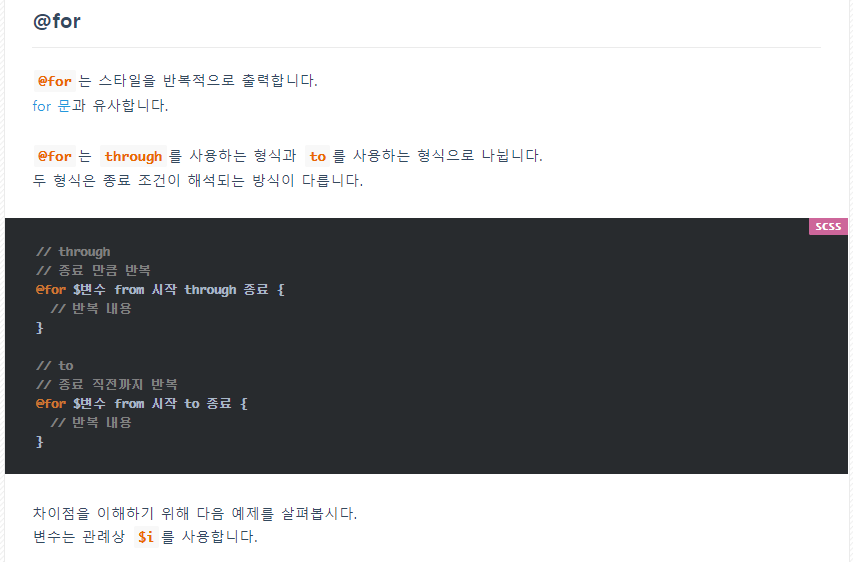 @for
@for 는 스타일을 반복적으로 출력합니다.
for 문과 유사합니다.
@for 는 through 를 사용하는 형식과 to 를 사용하는 형식으로 나뉩니다.
두 형식은 종료 조건이 해석되는 방식이 다릅니다.
SCSS
// through
// 종료 만큼 반복
@for $변수 from 시작 through 종료 {
// 반복 내용
}
// to
// 종료 직전까지 반복
@for $변수 from 시작 to 종료 {
// 반복 내용
}
차이점을 이해하기 위해 다음 예제를 살펴봅시다.
변수는 관례상 $i 를 사용합니다.